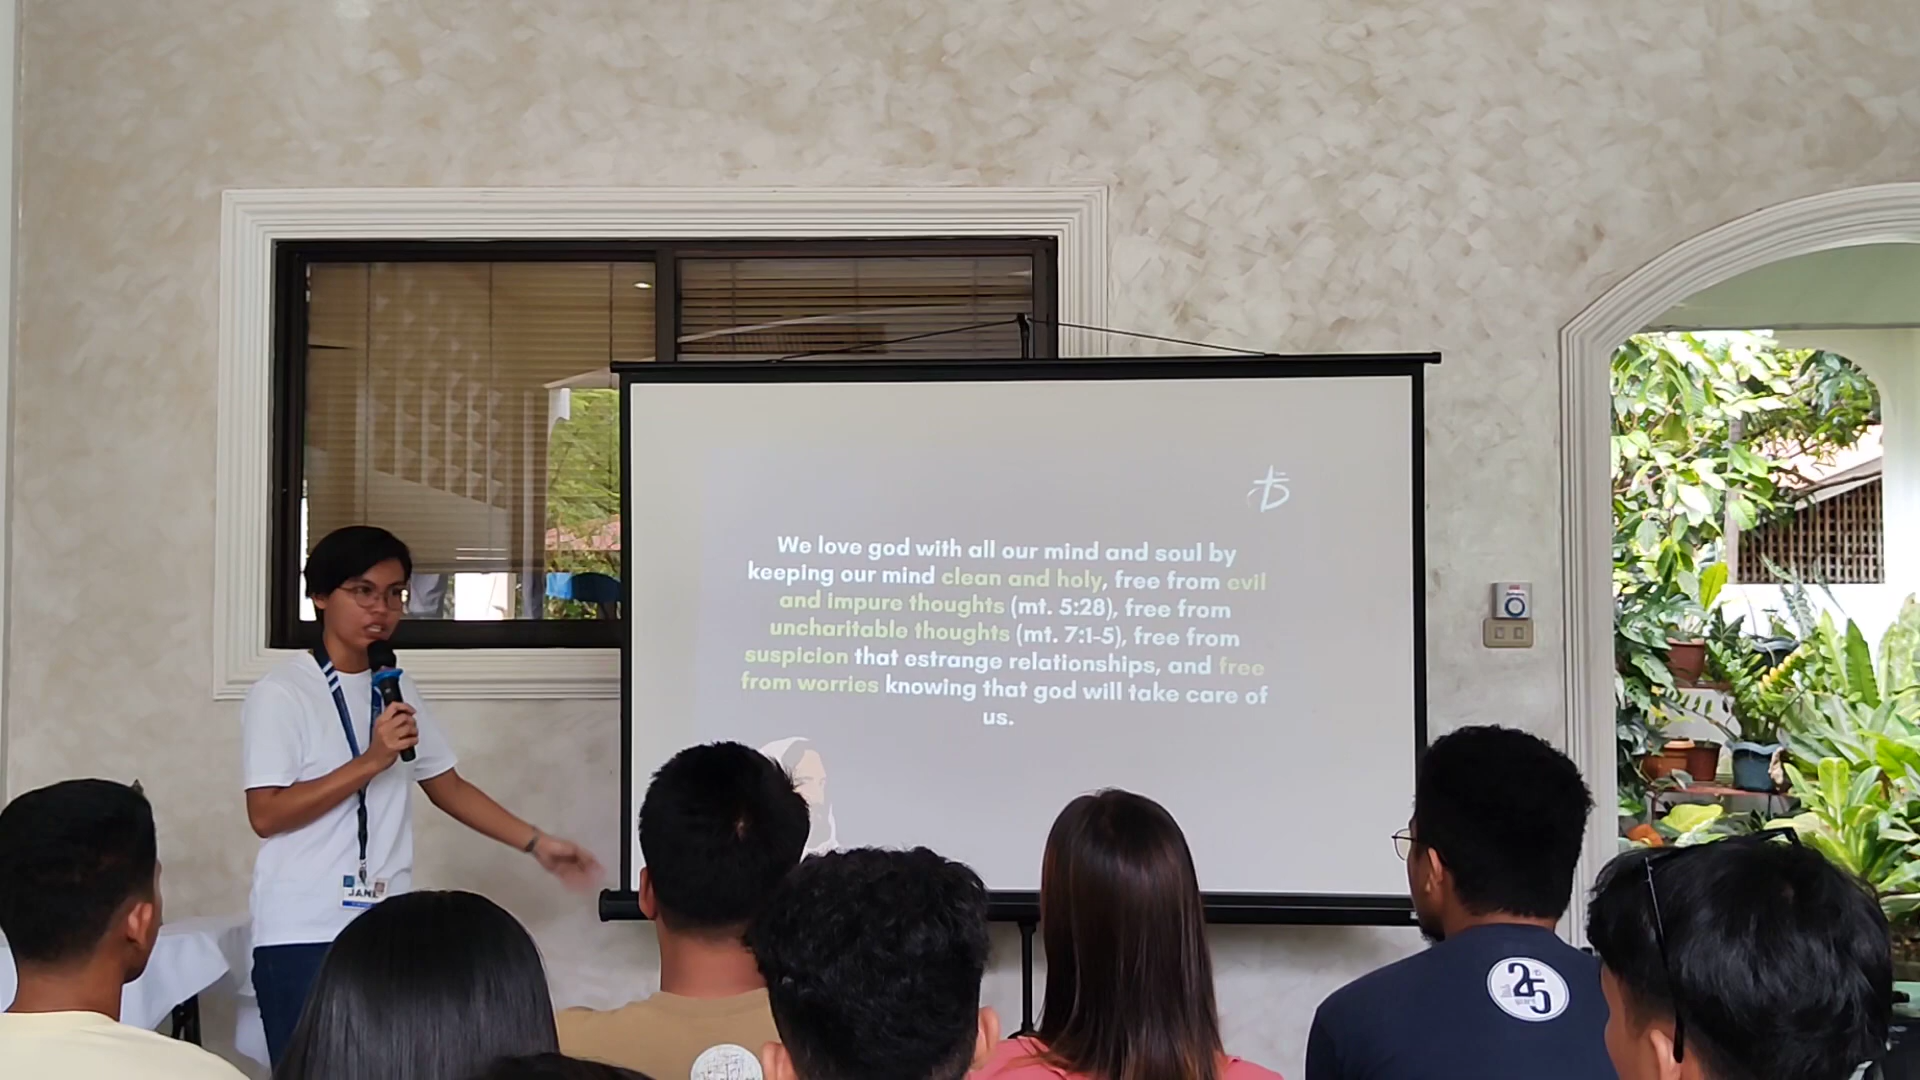 We love god with all our mind and soul by
keeping our mind clean and holy, free from evil
and impure thoughts (mt. 5:28), free from
uncharitable thoughts (mt. 7:1-5), free from
suspicion that estrange relationships, and free
from worries knowing that god will take care of
us.
JANE
25